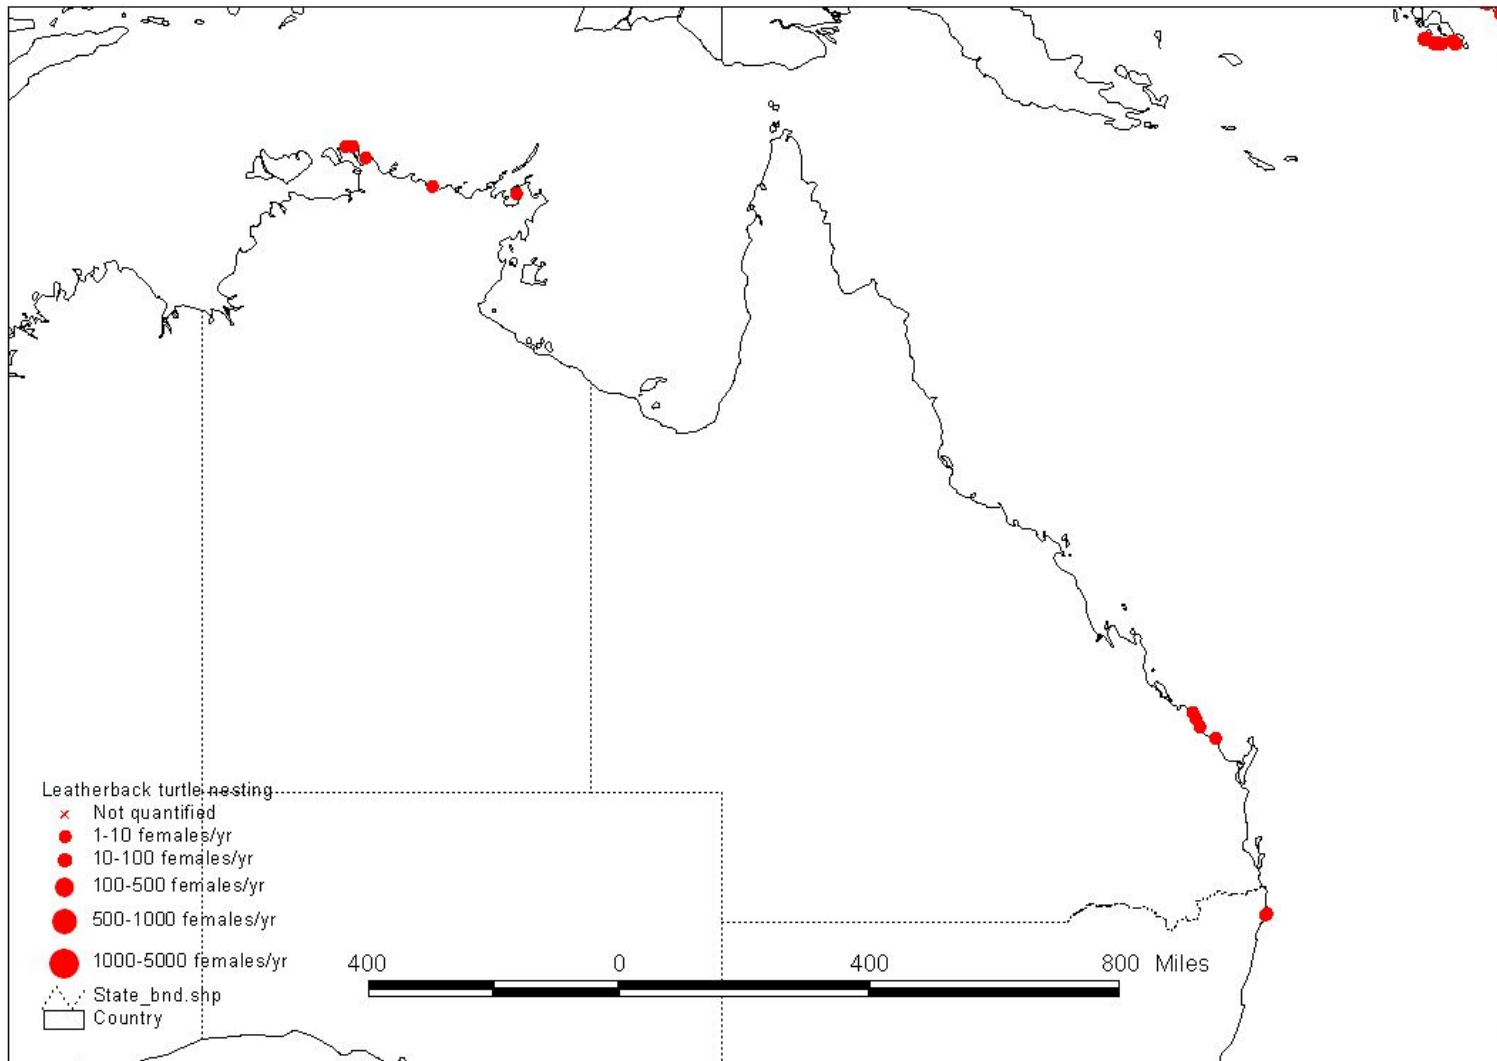 Leatherback turtle nesting
Not quantified
1-10 females/yr
10-100 females/yr
100-500 females/yr
500-1000 females/yr
1000-5000 females/yr
State_bnd.shp
Country
400 0 400 800 Miles